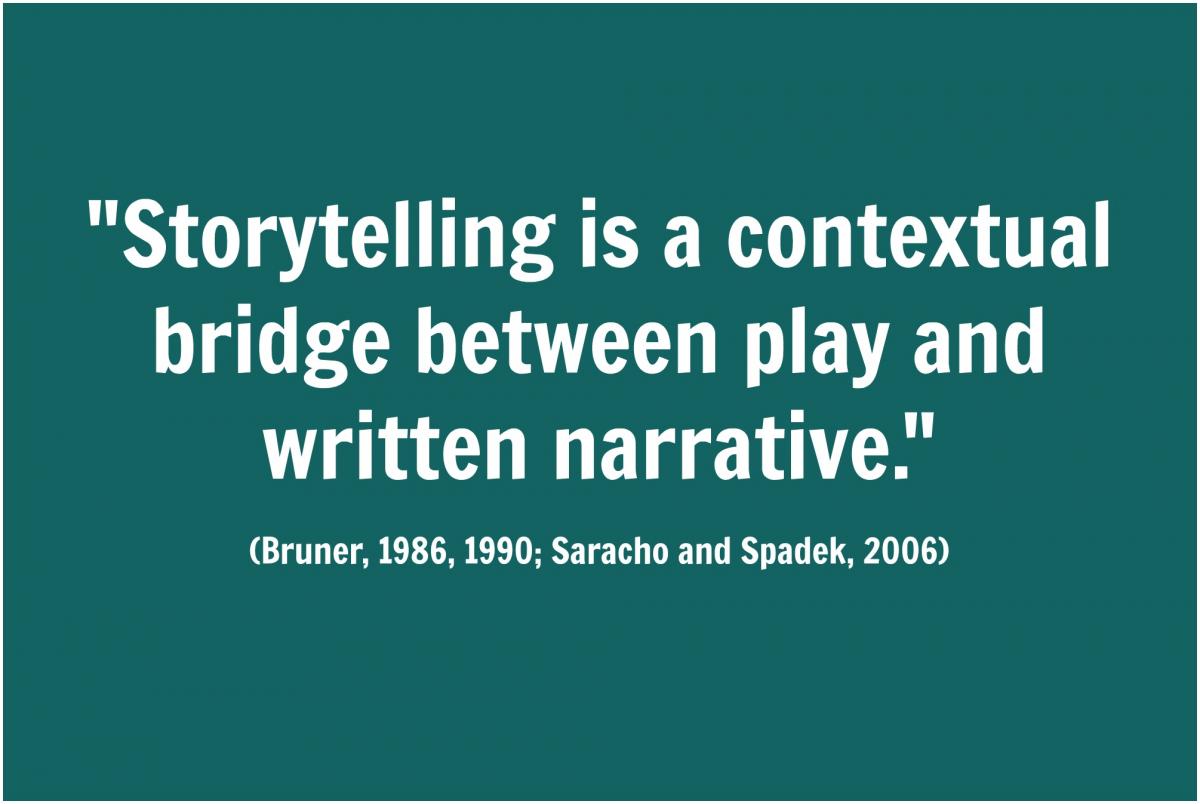 "Storytelling is a contextual
bridge between play and
written narrative."
(Bruner, 1986, 1990; Saracho and Spadek, 2006)